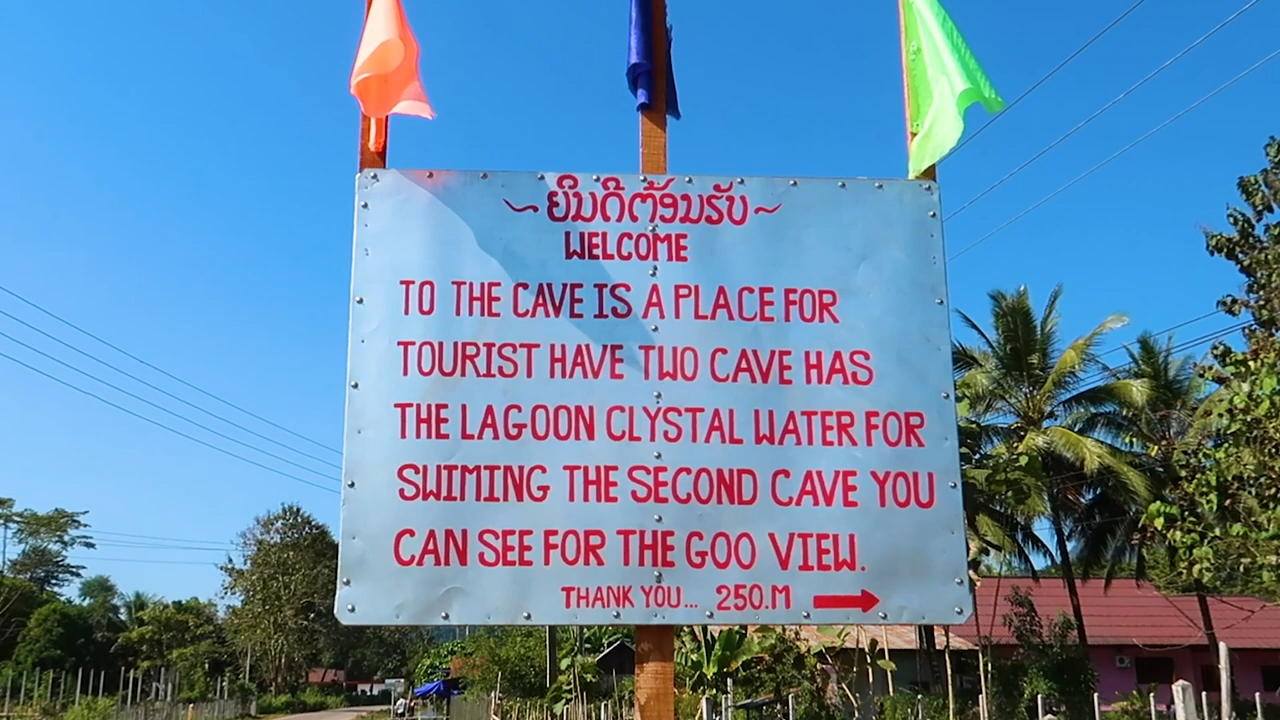 ~ຍິນດີຕ້ອນຮັບ~
WELCOME
TO THE CAVE IS A PLACE FOR
TOURIST HAVE TWO CAVE HAS
THE LAGOON CLYSTAL WATER FOR
SWIMING THE SECOND CAVE YOU
CAN SEE FOR THE GOO VIEW.
THANK YOU... 250.M →